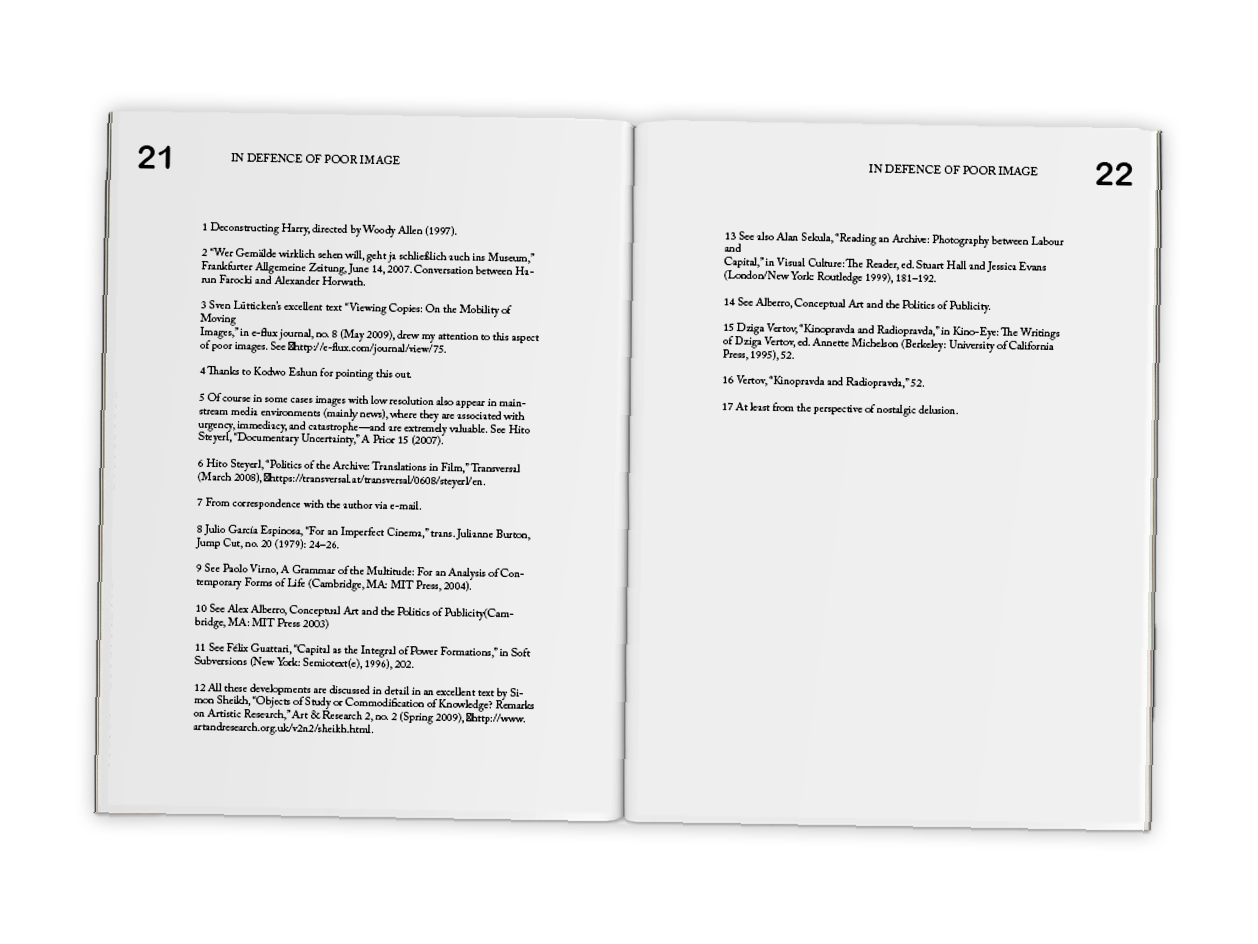 21
IN DEFENCE OF POOR IMAGE
1 Deconstructing Harry, directed by Woody Allen (1997).
2 “Wer Gemälde wirklich sehen will, geht ja schließlich auch ins Museum,”
Frankfurter Allgemeine Zeitung, June 14, 2007. Conversation between Ha-
run Farocki and Alexander Horwath.
3 Sven Lütticken’s excellent text “Viewing Copies: On the Mobility of
Moving
Images,” in e-flux journal, no. 8 (May 2009), drew my attention to this aspect
of poor images. See http://e-flux.com/journal/view/75.
4 Thanks to Kodwo Eshun for pointing this out.
5 Of course in some cases images with low resolution also appear in main-
stream media environments (mainly news), where they are associated with
urgency, immediacy, and catastrophe—and are extremely valuable. See Hito
Steyerl, “Documentary Uncertainty,” A Prior 15 (2007).
6 Hito Steyerl, “Politics of the Archive: Translations in Film,” Transversal
(March 2008), https://transversal.at/transversal/0608/steyerl/en.
7 From correspondence with the author via e-mail.
8 Julio García Espinosa, “For an Imperfect Cinema,” trans. Julianne Burton,
Jump Cut, no. 20 (1979): 24–26.
9 See Paolo Virno, A Grammar of the Multitude: For an Analysis of Con-
temporary Forms of Life (Cambridge, MA: MIT Press, 2004).
10 See Alex Alberro, Conceptual Art and the Politics of Publicity(Cam-
bridge, MA: MIT Press 2003)
11 See Félix Guattari, “Capital as the Integral of Power Formations,” in Soft
Subversions (New York: Semiotext(e), 1996), 202.
12 All these developments are discussed in detail in an excellent text by Si-
mon Sheikh, “Objects of Study or Commodification of Knowledge? Remarks
on Artistic Research,” Art & Research 2, no. 2 (Spring 2009), http://www.
artandresearch.org.uk/v2n2/sheikh.html.
IN DEFENCE OF POOR IMAGE
22
13 See also Alan Sekula, “Reading an Archive: Photography between Labour
and
Capital,” in Visual Culture: The Reader, ed. Stuart Hall and Jessica Evans
(London/New York: Routledge 1999), 181–192.
14 See Alberro, Conceptual Art and the Politics of Publicity.
15 Dziga Vertov, “Kinopravda and Radiopravda,” in Kino-Eye: The Writings
of Dziga Vertov, ed. Annette Michelson (Berkeley: University of California
Press, 1995), 52.
16 Vertov, “Kinopravda and Radiopravda,” 52.
17 At least from the perspective of nostalgic delusion.